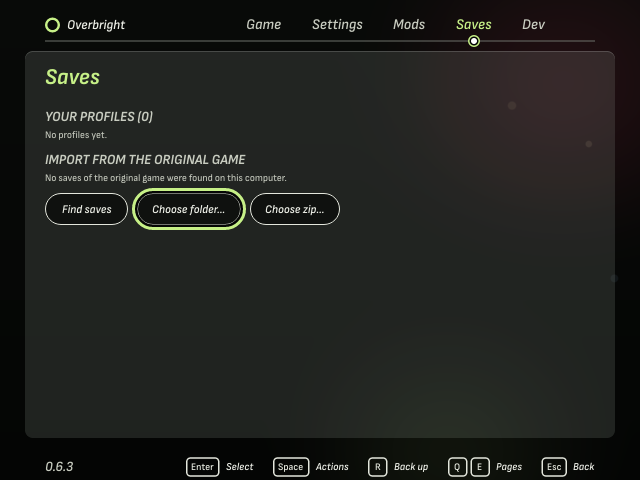 Overbright
Game Settings Mods Saves Dev
Saves
YOUR PROFILES (0)
No profiles yet.
IMPORT FROM THE ORIGINAL GAME
No saves of the original game were found on this computer.
Find saves Choose folder... Choose zip...
0.6.3 Enter Select Space Actions R Back up Q E Pages Esc Back